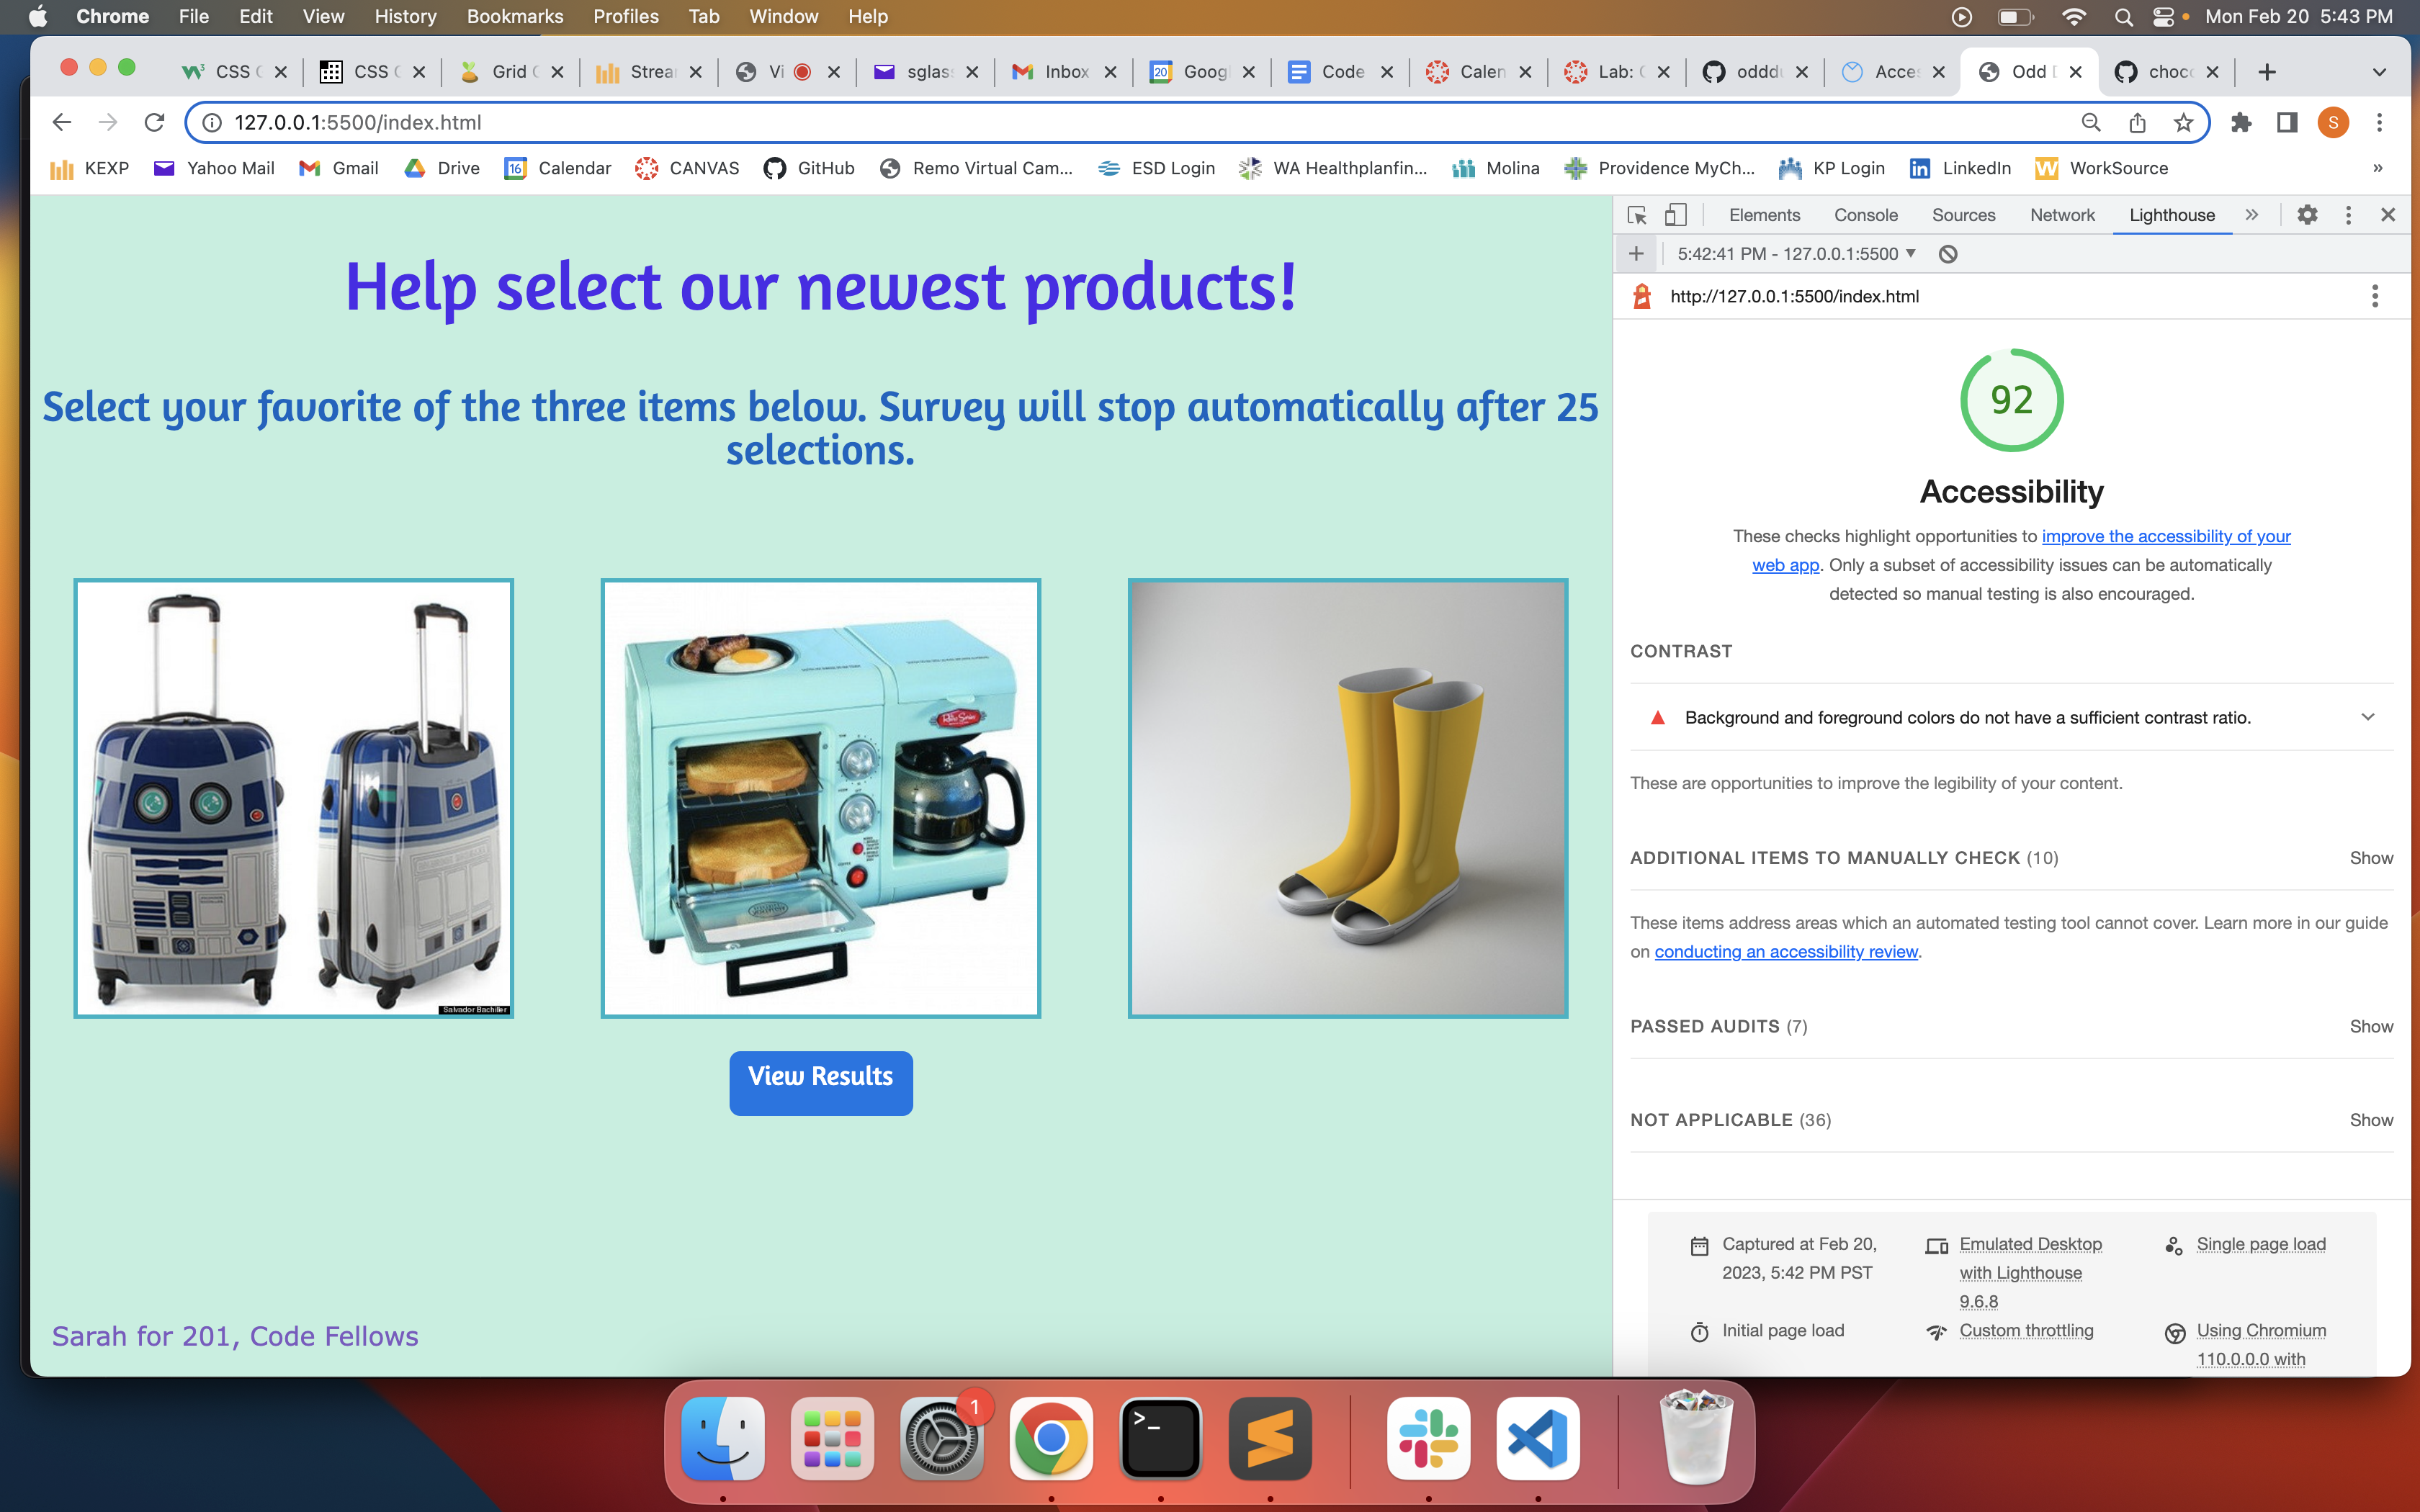 Chrome File Edit View History Bookmarks Profiles Tab Window Help Mon Feb 20 5:43 PM
CSS CSS Grid Strea Vi sglas Inbox Goog Code Calen Lab: odddu Acce Odd choco
127.0.0.1:5500/index.html S
KEXP Yahoo Mail Gmail Drive 16 Calendar CANVAS GitHub Remo Virtual Cam... ESD Login WA Healthplanfin... Molina Providence MyCh... KP Login LinkedIn WorkSource »
Elements Console Sources Network Lighthouse »
5:42:41 PM - 127.0.0.1:5500
http://127.0.0.1:5500/index.html
Help select our newest products!
Select your favorite of the three items below. Survey will stop automatically after 25
selections.
Salvador Bachiller
View Results
Sarah for 201, Code Fellows
92
Accessibility
These checks highlight opportunities to improve the accessibility of your
web app. Only a subset of accessibility issues can be automatically
detected so manual testing is also encouraged.
CONTRAST
Background and foreground colors do not have a sufficient contrast ratio.
These are opportunities to improve the legibility of your content.
ADDITIONAL ITEMS TO MANUALLY CHECK (10) Show
These items address areas which an automated testing tool cannot cover. Learn more in our guide
on conducting an accessibility review.
PASSED AUDITS (7) Show
NOT APPLICABLE (36) Show
Captured at Feb 20,
2023, 5:42 PM PST
Emulated Desktop
with Lighthouse
9.6.8
Single page load
Initial page load
Custom throttling
Using Chromium
110.0.0.0 with
1